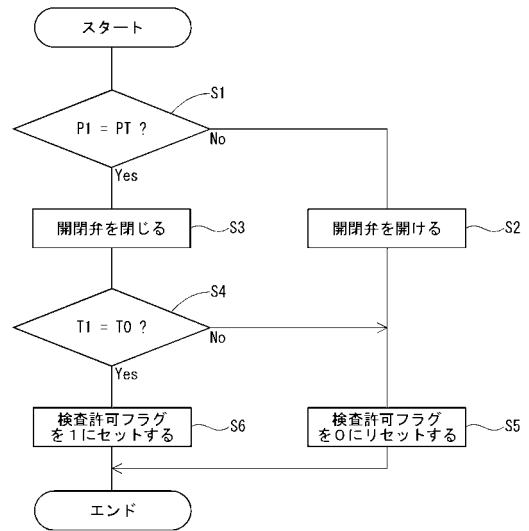 スタート
S1
P1 = PT ?
No
Yes
開閉弁を閉じる
S3
開閉弁を開ける
S2
S4
T1 = T0 ?
No
Yes
検査許可フラグ
を1にセットする
S6
検査許可フラグ
を0にリセットする
S5
エンド